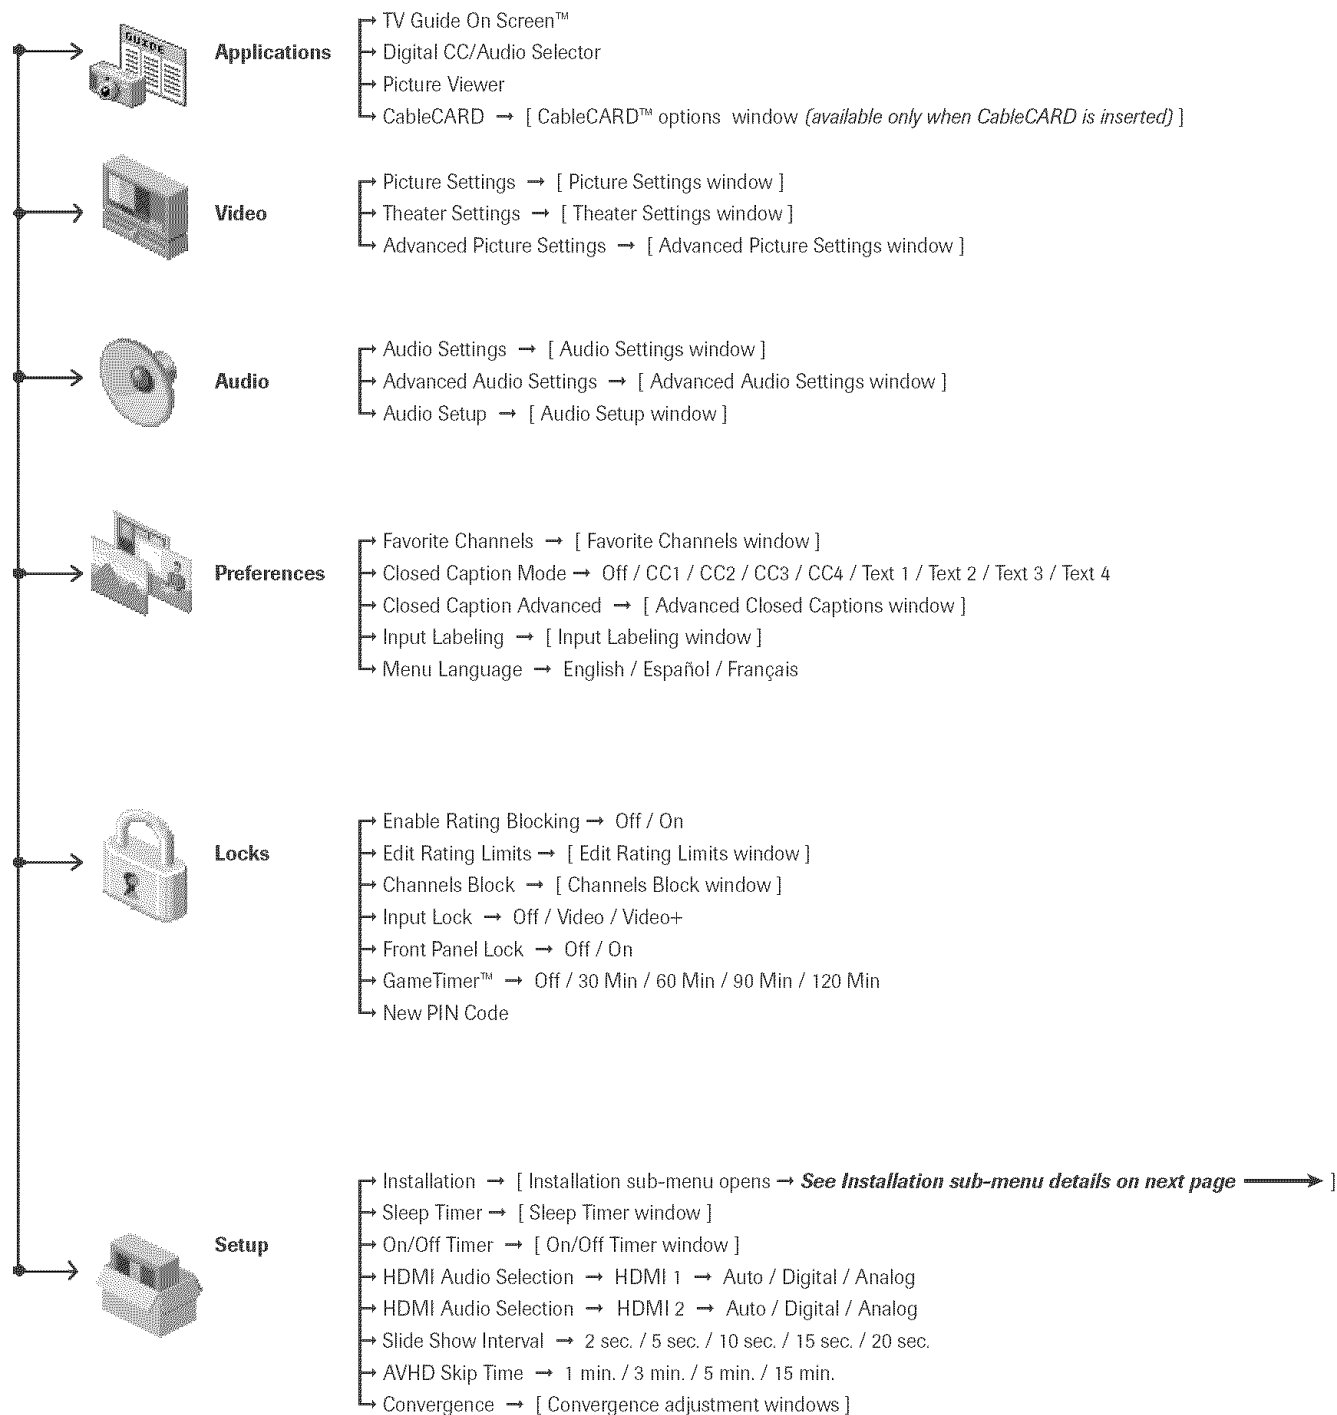 GUIDE
Applications
TV Guide On Screen™
Digital CC/Audio Selector
Picture Viewer
CableCARD → [ CableCARD™ options window (available only when CableCARD is inserted) ]
Video
Picture Settings → [ Picture Settings window ]
Theater Settings → [ Theater Settings window ]
Advanced Picture Settings → [ Advanced Picture Settings window ]
Audio
Audio Settings → [ Audio Settings window ]
Advanced Audio Settings → [ Advanced Audio Settings window ]
Audio Setup → [ Audio Setup window ]
Preferences
Favorite Channels → [ Favorite Channels window ]
Closed Caption Mode → Off / CC1 / CC2 / CC3 / CC4 / Text 1 / Text 2 / Text 3 / Text 4
Closed Caption Advanced → [ Advanced Closed Captions window ]
Input Labeling → [ Input Labeling window ]
Menu Language → English / Español / Français
Locks
Enable Rating Blocking → Off / On
Edit Rating Limits → [ Edit Rating Limits window ]
Channels Block → [ Channels Block window ]
Input Lock → Off / Video / Video+
Front Panel Lock → Off / On
GameTimer™ → Off / 30 Min / 60 Min / 90 Min / 120 Min
New PIN Code
Setup
Installation → [ Installation sub-menu opens → See Installation sub-menu details on next page → ]
Sleep Timer → [ Sleep Timer window ]
On/Off Timer → [ On/Off Timer window ]
HDMI Audio Selection → HDMI 1 → Auto / Digital / Analog
HDMI Audio Selection → HDMI 2 → Auto / Digital / Analog
Slide Show Interval → 2 sec. / 5 sec. / 10 sec. / 15 sec. / 20 sec.
AVHD Skip Time → 1 min. / 3 min. / 5 min. / 15 min.
Convergence → [ Convergence adjustment windows ]